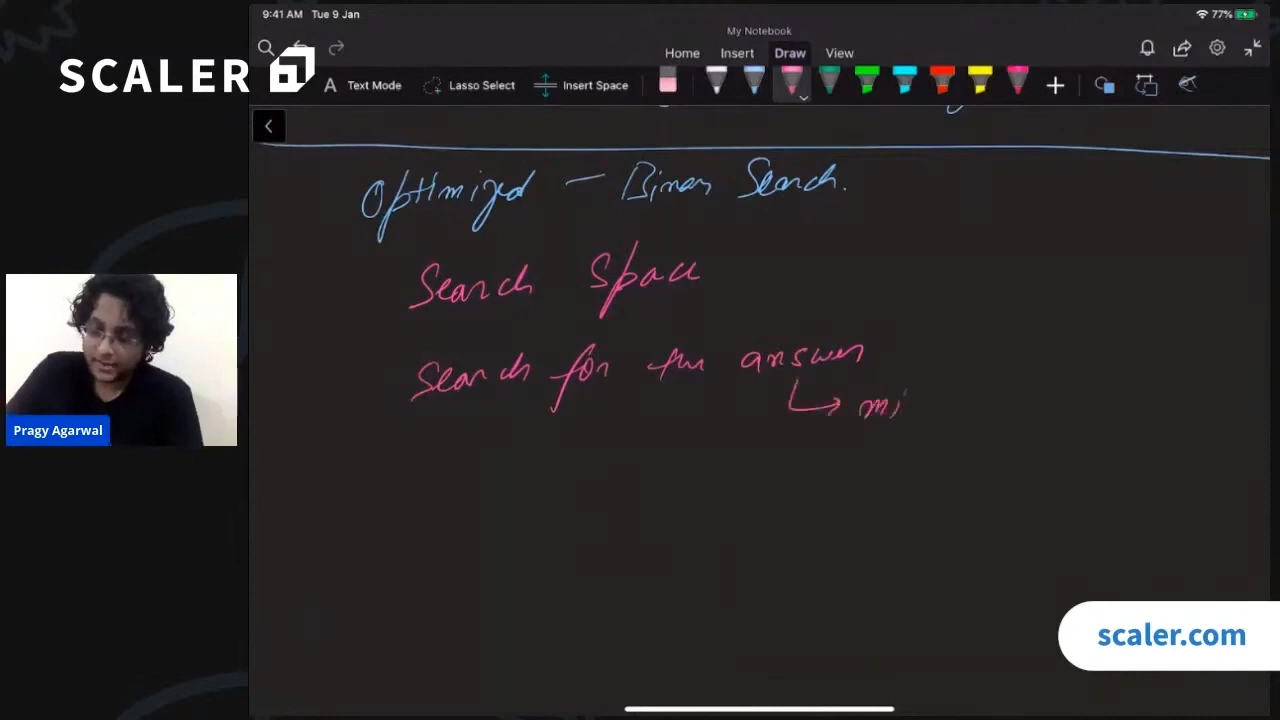 9:41 AM Tue 9 Jan
77%
My Notebook
SCALER
Home Insert Draw View
Text Mode Lasso Select Insert Space
Optimized - Binary Search.
Search Space
Search for the answer
mi
Pragy Agarwal
scaler.com